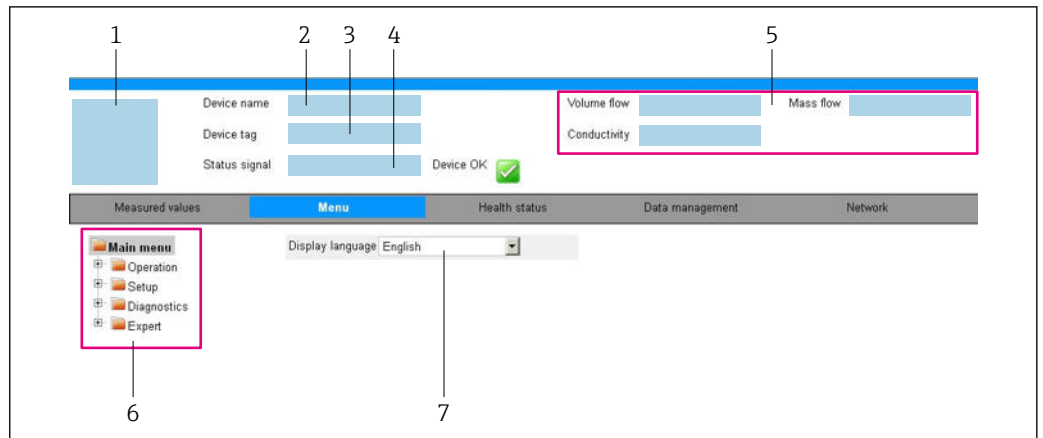 1 2 3 4 5
Device name Volume flow Mass flow
Device tag Conductivity
Status signal Device OK
Measured values Menu Health status Data management Network
Main menu Display language English
Operation
Setup
Diagnostics
Expert
6 7